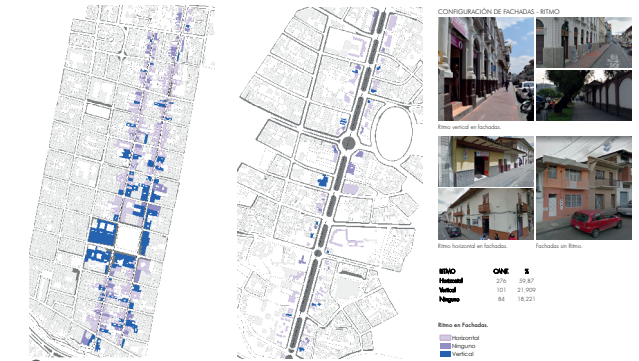 CONFIGURACIÓN DE FACHADAS - RITMO
Ritmo vertical en fachadas.
Ritmo horizontal en fachadas.
Fachadas sin Ritmo.
RITMO CANT. %
Horizontal 276 59,87
Vertical 101 21,909
Ninguno 84 18,221
Ritmo en Fachadas.
Horizontal
Ninguno
Vertical